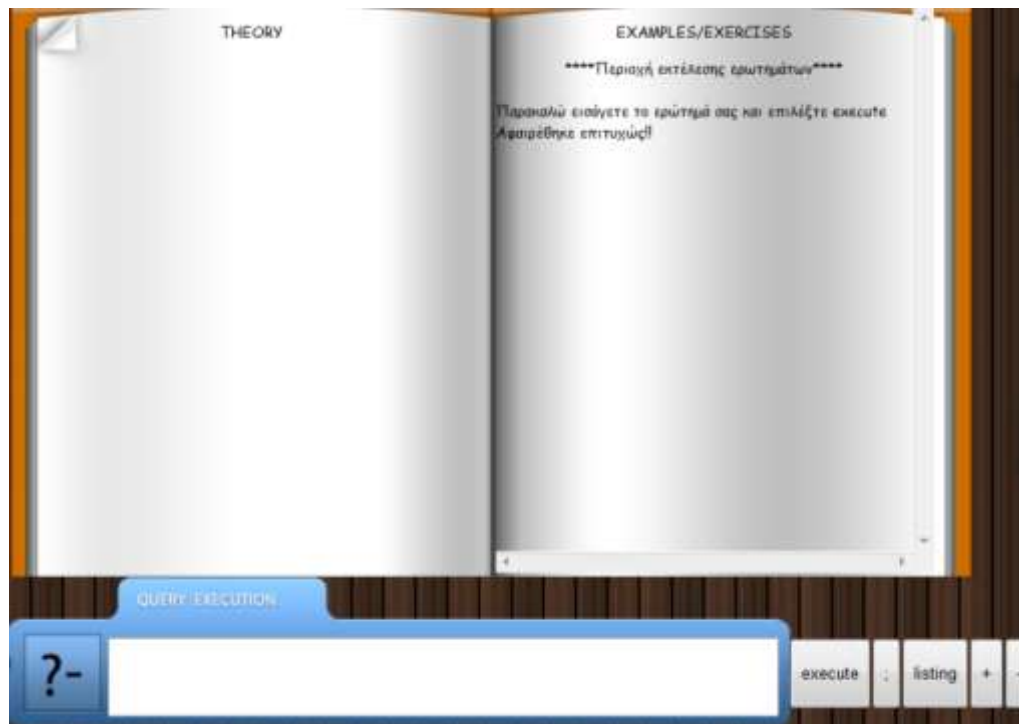 THEORY
EXAMPLES/EXERCISES
****Περιοχή εκτέλεσης ερωτημάτων****
Παρακαλώ εισάγετε το ερώτημά σας και επιλέξτε execute
Αφαιρέθηκε επιτυχώς!!
QUERY EXECUTION
?-
execute
;
listing
+